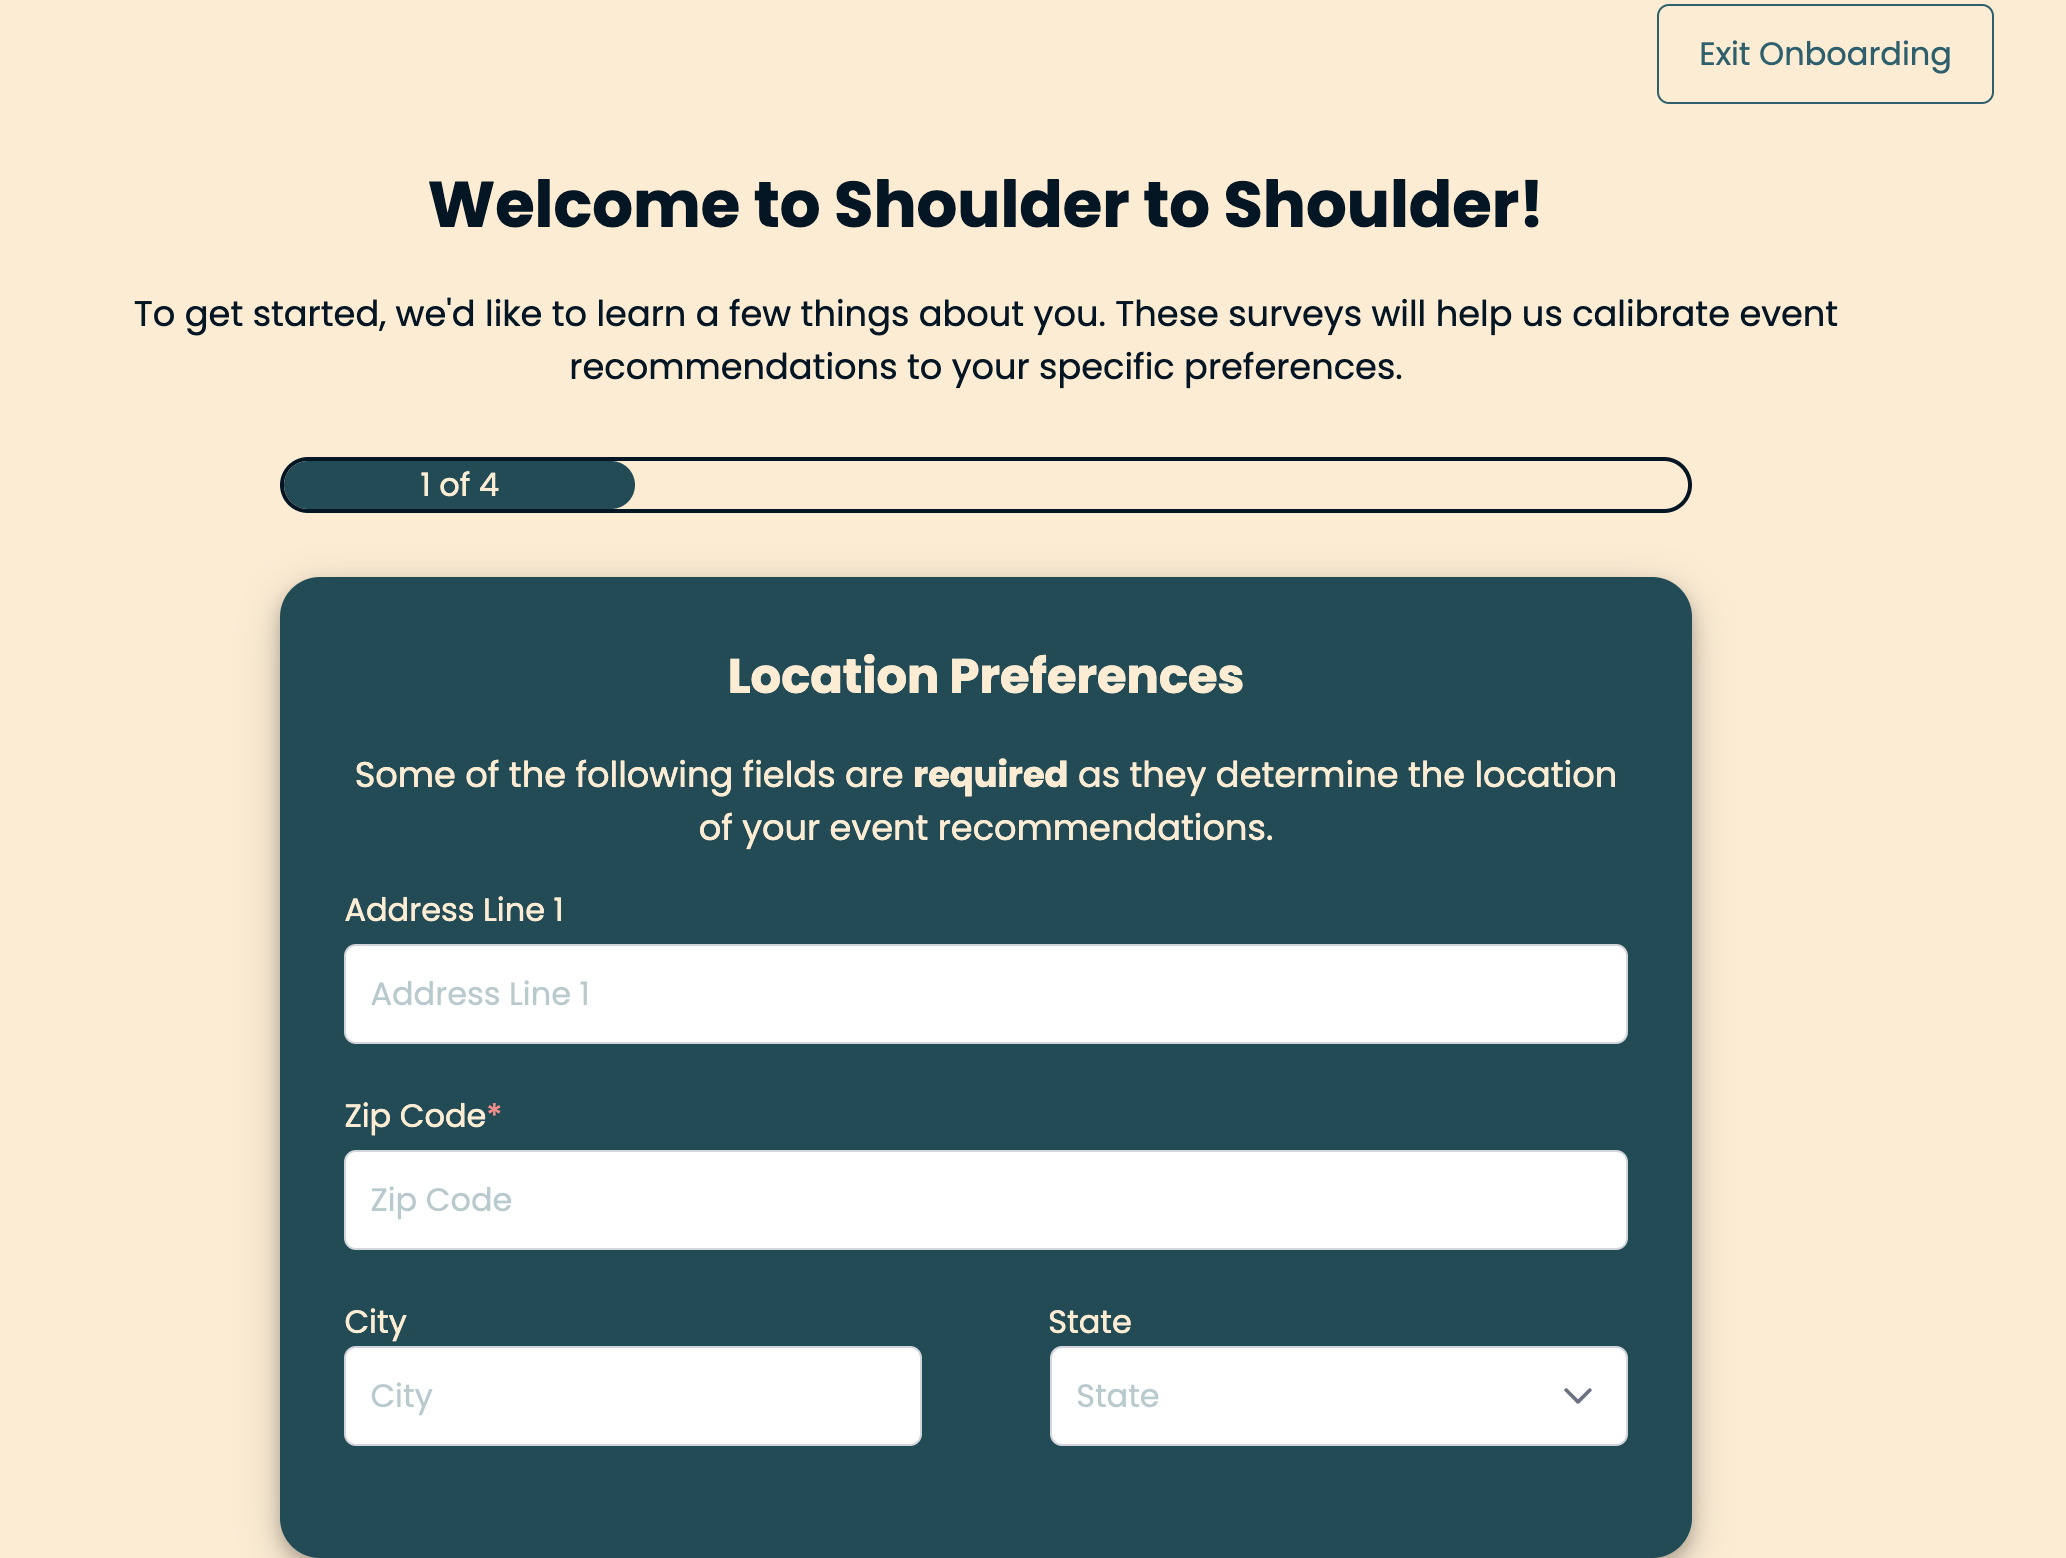 Exit Onboarding
Welcome to Shoulder to Shoulder!
To get started, we'd like to learn a few things about you. These surveys will help us calibrate event
recommendations to your specific preferences.
1 of 4
Location Preferences
Some of the following fields are required as they determine the location
of your event recommendations.
Address Line 1
Address Line 1
Zip Code*
Zip Code
City
State
City
State